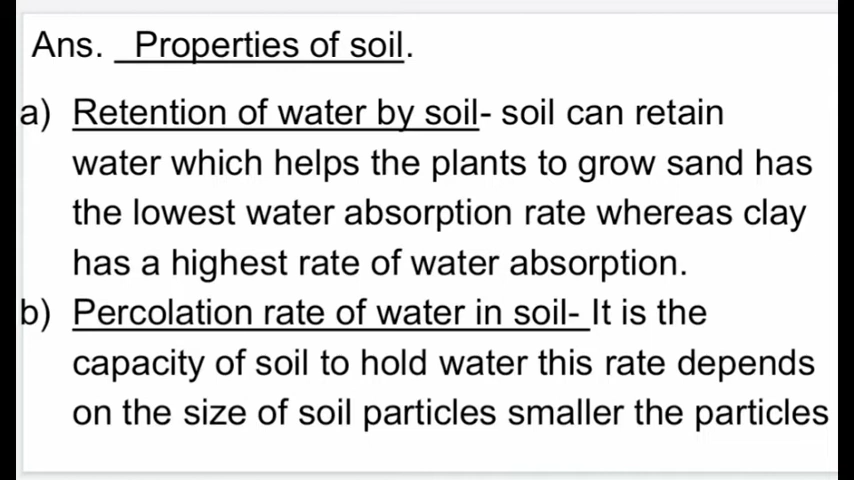 Ans. Properties of soil.
a) Retention of water by soil- soil can retain
water which helps the plants to grow sand has
the lowest water absorption rate whereas clay
has a highest rate of water absorption.
b) Percolation rate of water in soil- It is the
capacity of soil to hold water this rate depends
on the size of soil particles smaller the particles